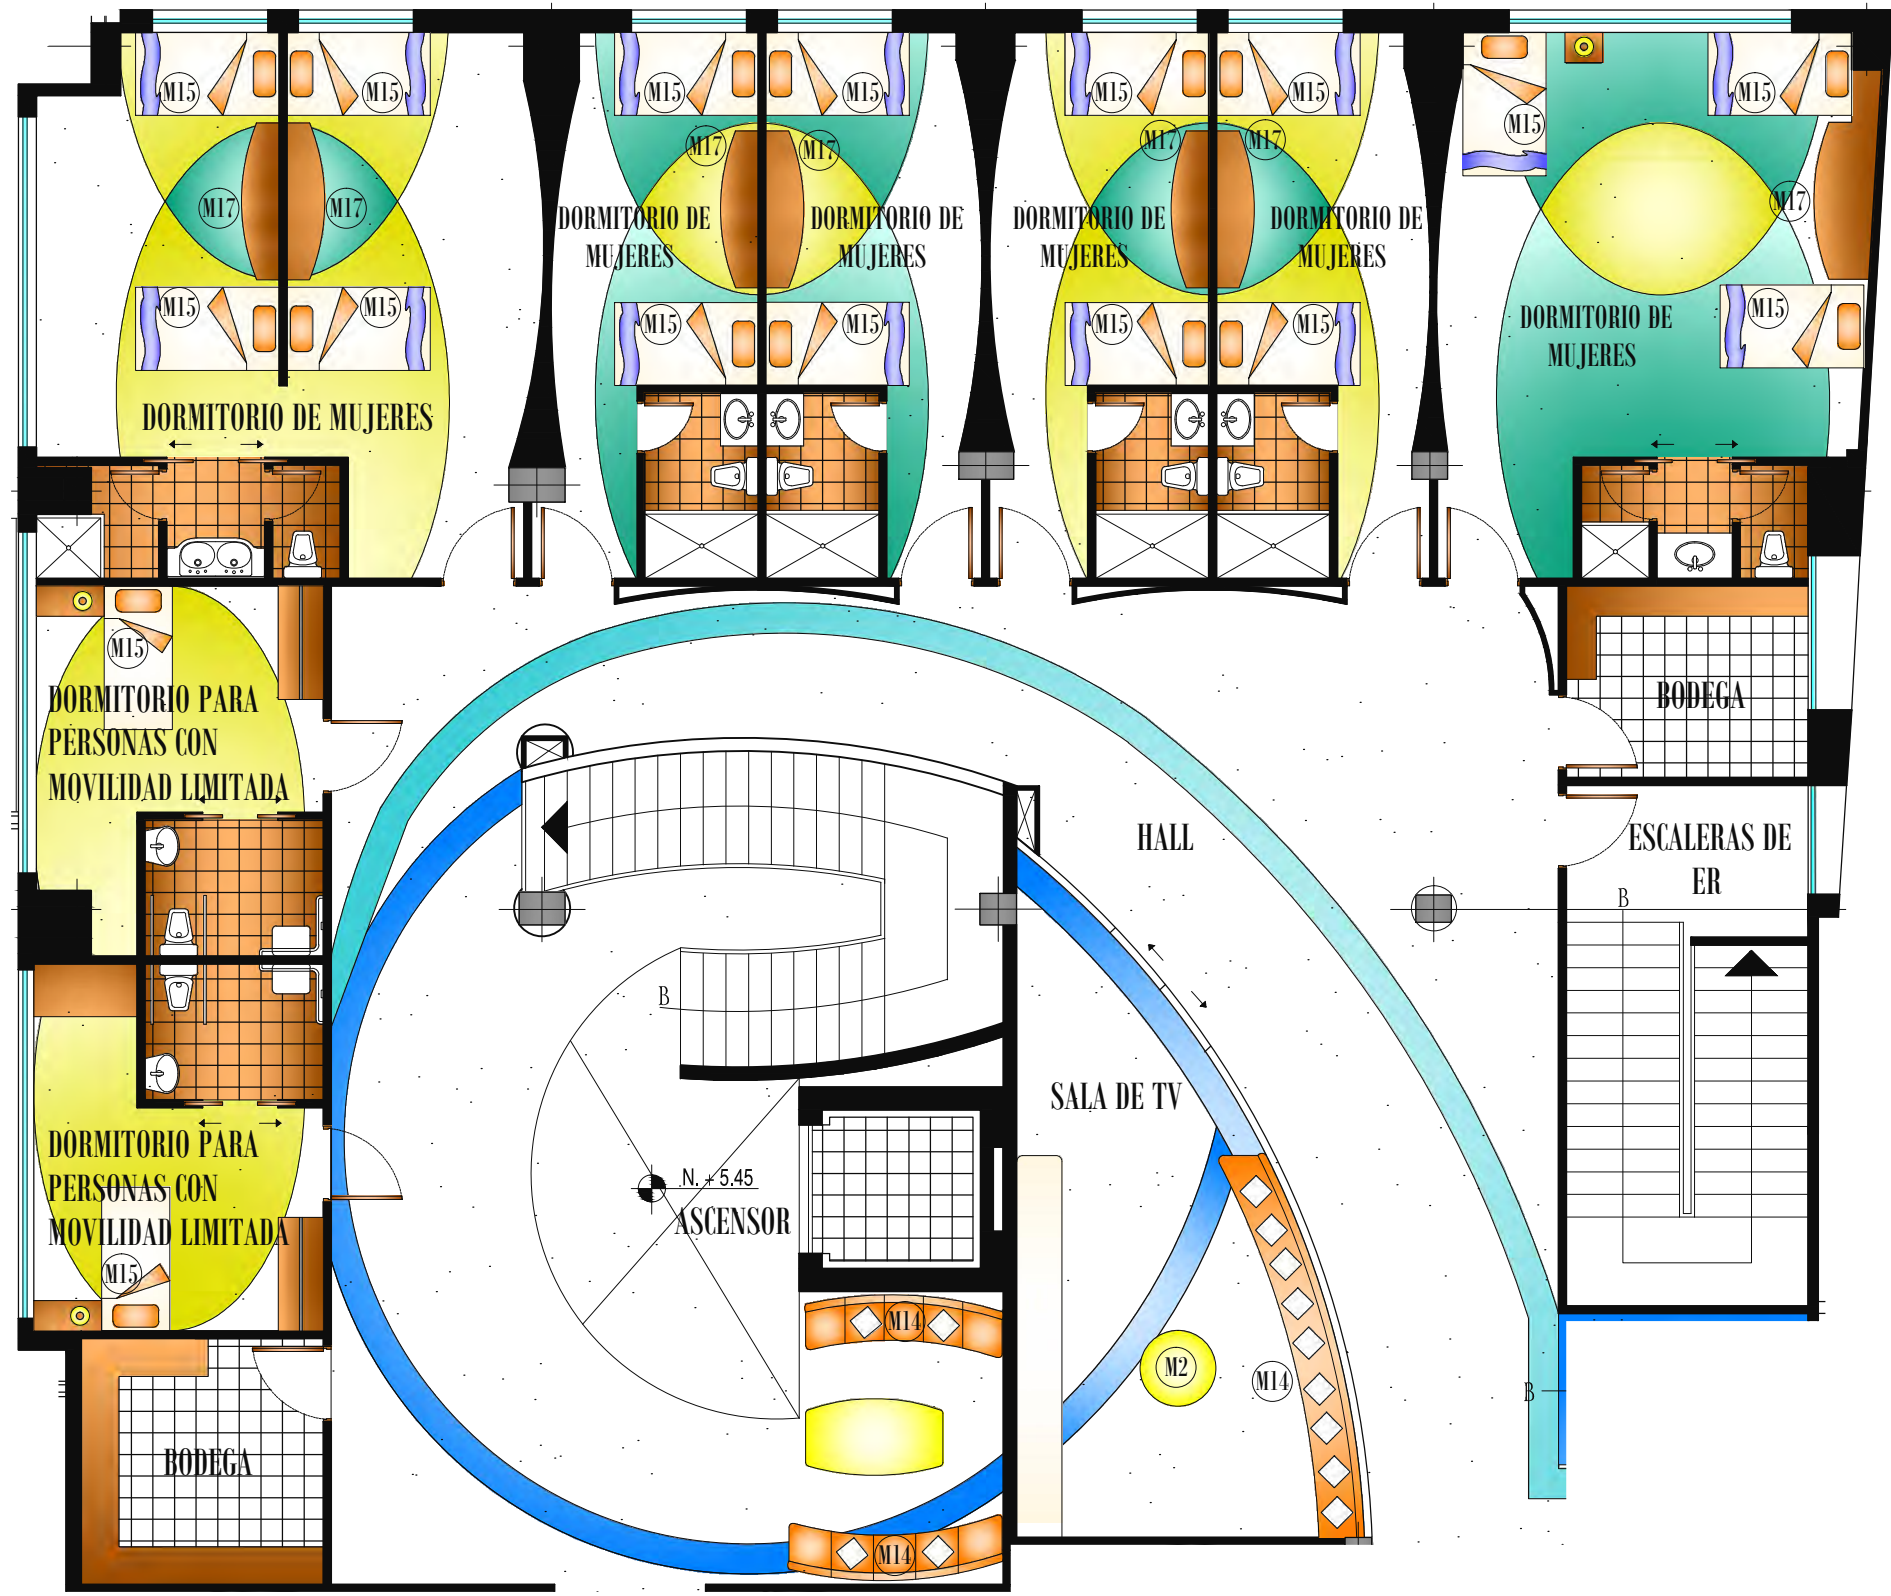 M15
M15
M15
M15
M15
M15
M15
M15
M17
M17
M17
M17
M17
M17
M17
DORMITORIO DE
MUJERES
DORMITORIO DE
MUJERES
DORMITORIO DE
MUJERES
DORMITORIO DE
MUJERES
M15
M15
M15
M15
M15
M15
M15
DORMITORIO DE
MUJERES
DORMITORIO DE MUJERES
M15
DORMITORIO PARA
PERSONAS CON
MOVILIDAD LIMITADA
BODEGA
HALL
ESCALERAS DE
ER
B
B
SALA DE TV
DORMITORIO PARA
PERSONAS CON
MOVILIDAD LIMITADA
M15
N. + 5.45
ASCENSOR
M14
M2
M14
B
BODEGA
M14